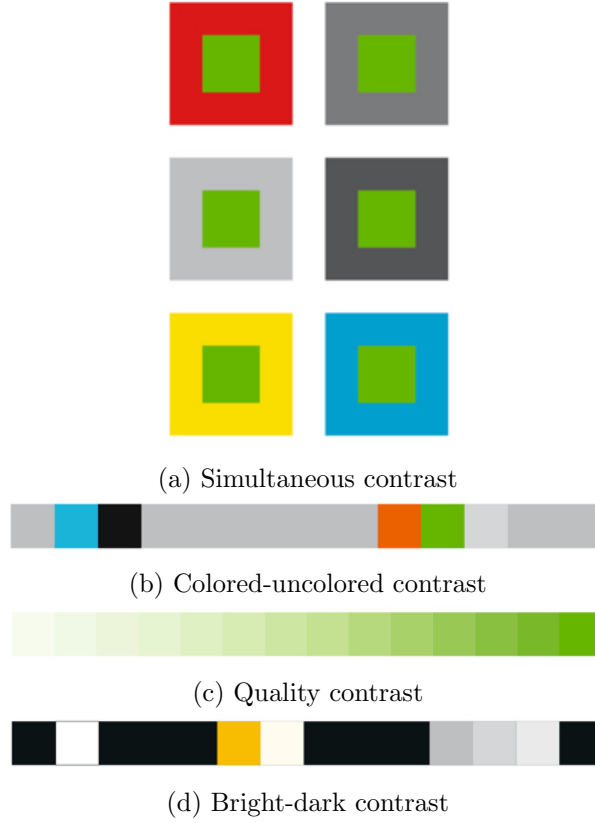 (a) Simultaneous contrast
(b) Colored-uncolored contrast
(c) Quality contrast
(d) Bright-dark contrast